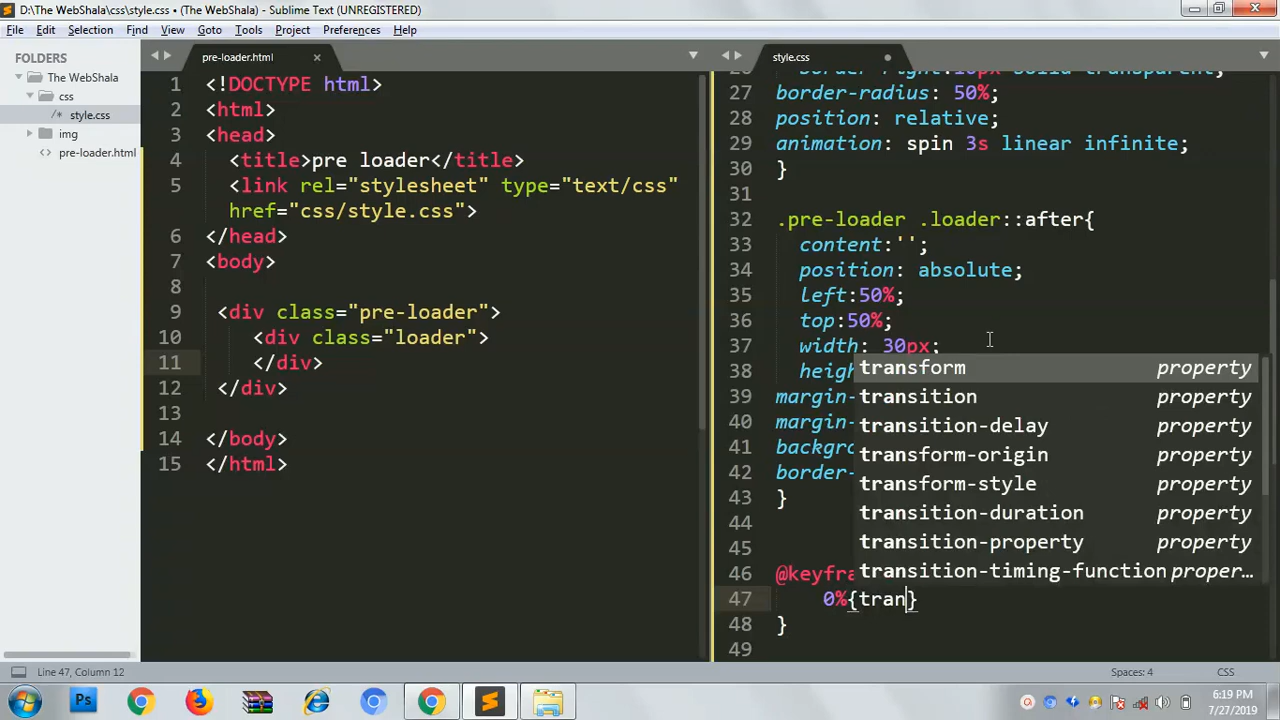 D:\The WebShala\css\style.css • (The WebShala) - Sublime Text (UNREGISTERED)
File Edit Selection Find View Goto Tools Project Preferences Help
FOLDERS
The WebShala
css
/* style.css
img
<> pre-loader.html
pre-loader.html ×
1 <!DOCTYPE html>
2 <html>
3 <head>
4 <title>pre loader</title>
5 <link rel="stylesheet" type="text/css"
href="css/style.css">
6 </head>
7 <body>
8
9 <div class="pre-loader">
10 <div class="loader">
11 </div>
12 </div>
13
14 </body>
15 </html>
style.css
27 border-radius: 50%;
28 position: relative;
29 animation: spin 3s linear infinite;
30 }
31
32 .pre-loader .loader::after{
33 content:'';
34 position: absolute;
35 left:50%;
36 top:50%;
37 width: 30px;
38 heig
39 margin-
40 margin-
41 backgro
42 border-
43 }
44
45
46 @keyfra
47 0%{tran}
48 }
49
transform property
transition property
transition-delay property
transform-origin property
transform-style property
transition-duration property
transition-property property
transition-timing-function proper...
Line 47, Column 12
Spaces: 4
CSS
Ps
6:19 PM
7/27/2019